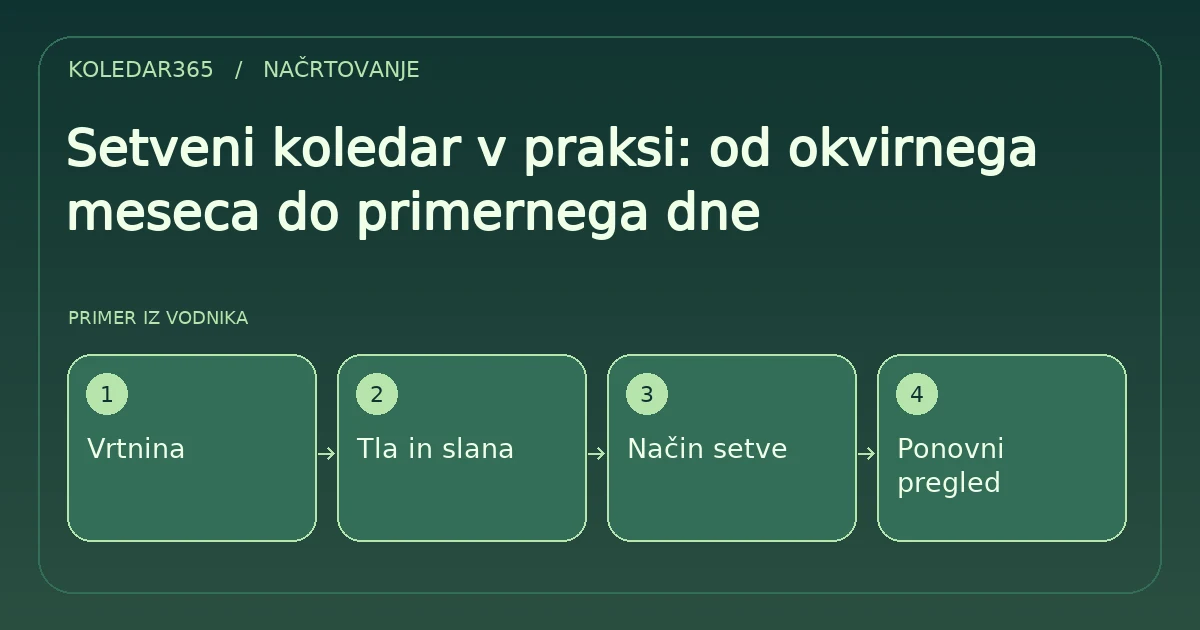 KOLEDAR365 / NAČRTOVANJE
Setveni koledar v praksi: od okvirnega
meseca do primernega dne
PRIMER IZ VODNIKA
1
Vrtnina
→
2
Tla in slana
→
3
Način setve
→
4
Ponovni
pregled